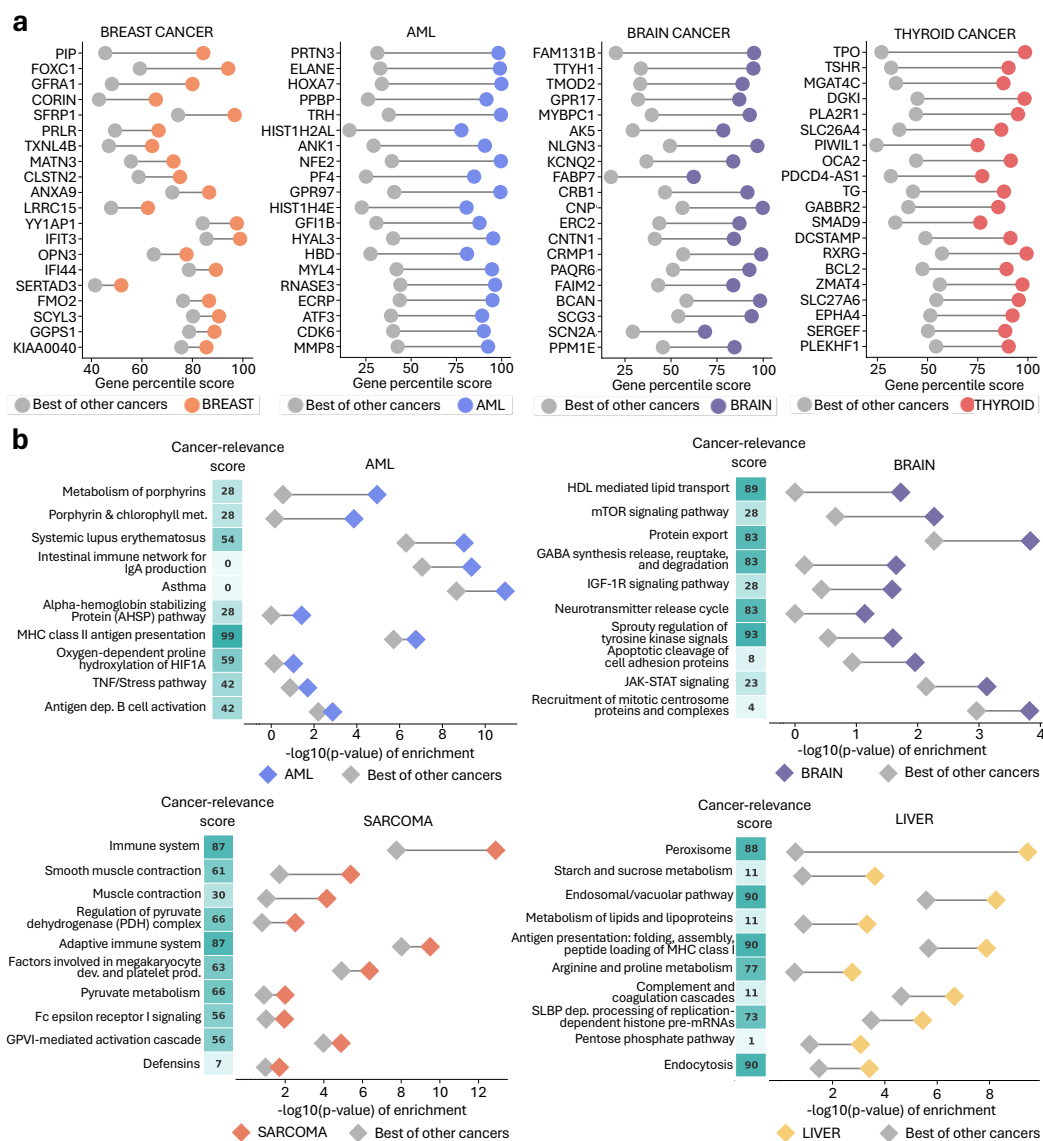 a
BREAST CANCER
PIP
FOXC1
GFRA1
CORIN
SFRP1
PRLR
TXNL4B
MATN3
CLSTN2
ANXA9
LRRC15
YY1AP1
IFIT3
OPN3
IFI44
SERTAD3
FMO2
SCYL3
GGPS1
KIAA0040
40 60 80 100
Gene percentile score
Best of other cancers BREAST
AML
PRTN3
ELANE
HOXA7
PPBP
TRH
HIST1H2AL
ANK1
NFE2
PF4
GPR97
HIST1H4E
GFI1B
HYAL3
HBD
MYL4
RNASE3
ECRP
ATF3
CDK6
MMP8
25 50 75 100
Gene percentile score
Best of other cancers AML
BRAIN CANCER
FAM131B
TTYH1
TMOD2
GPR17
MYBPC1
AK5
NLGN3
KCNQ2
FABP7
CRB1
CNP
ERC2
CNTN1
CRMP1
PAQR6
FAIM2
BCAN
SCG3
SCN2A
PPM1E
25 50 75 100
Gene percentile score
Best of other cancers BRAIN
THYROID CANCER
TPO
TSHR
MGAT4C
DGKI
PLA2R1
SLC26A4
PIWIL1
OCA2
PDCD4-AS1
TG
GABBR2
SMAD9
DCSTAMP
RXRG
BCL2
ZMAT4
SLC27A6
EPHA4
SERGEF
PLEKHF1
25 50 75 100
Gene percentile score
Best of other cancers THYROID
b
Cancer-relevance
score
AML
Metabolism of porphyrins 28
Porphyrin & chlorophyll met. 28
Systemic lupus erythematosus 54
Intestinal immune network for
IgA production 0
Asthma 0
Alpha-hemoglobin stabilizing
Protein (AHSP) pathway 28
MHC class II antigen presentation 99
Oxygen-dependent proline
hydroxylation of HIF1A 59
TNF/Stress pathway 42
Antigen dep. B cell activation 42
0 2 4 6 8 10
-log10(p-value) of enrichment
AML Best of other cancers
Cancer-relevance
score
BRAIN
HDL mediated lipid transport 89
mTOR signaling pathway 28
Protein export 83
GABA synthesis release, reuptake,
and degradation 83
IGF-1R signaling pathway 28
Neurotransmitter release cycle 83
Sprouty regulation of
tyrosine kinase signals 93
Apoptotic cleavage of
cell adhesion proteins 8
JAK-STAT signaling 23
Recruitment of mitotic centrosome
proteins and complexes 4
0 1 2 3 4
-log10(p-value) of enrichment
BRAIN Best of other cancers
Cancer-relevance
score
SARCOMA
Immune system 87
Smooth muscle contraction 61
Muscle contraction 30
Regulation of pyruvate
dehydrogenase (PDH) complex 66
Adaptive immune system 87
Factors involved in megakaryocyte
dev. and platelet prod. 63
Pyruvate metabolism 66
Fc epsilon receptor I signaling 56
GPVI-mediated activation cascade 56
Defensins 7
2 4 6 8 10 12
-log10(p-value) of enrichment
SARCOMA Best of other cancers
Cancer-relevance
score
LIVER
Peroxisome 88
Starch and sucrose metabolism 11
Endosomal/vacuolar pathway 90
Metabolism of lipids and lipoproteins 11
Antigen presentation: folding, assembly,
peptide loading of MHC class I 90
Arginine and proline metabolism 77
Complement and
coagulation cascades 11
SLBP dep. processing of replication-
dependent histone pre-mRNAs 73
Pentose phosphate pathway 1
Endocytosis 90
2 4 6 8
-log10(p-value) of enrichment
LIVER Best of other cancers